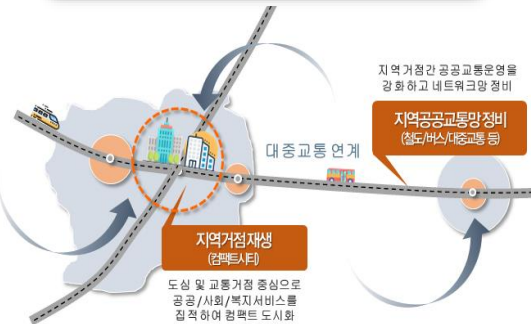 지역거점간 공공교통운영을
강화하고 네트워크망 정비
지역공공교통망 정비
(철도/버스/대중교통 등)
대중교통 연계
지역거점재생
(컴팩트시티)
도심 및 교통거점 중심으로
공공/사회/복지서비스를
집적하여 컴팩트 도시화